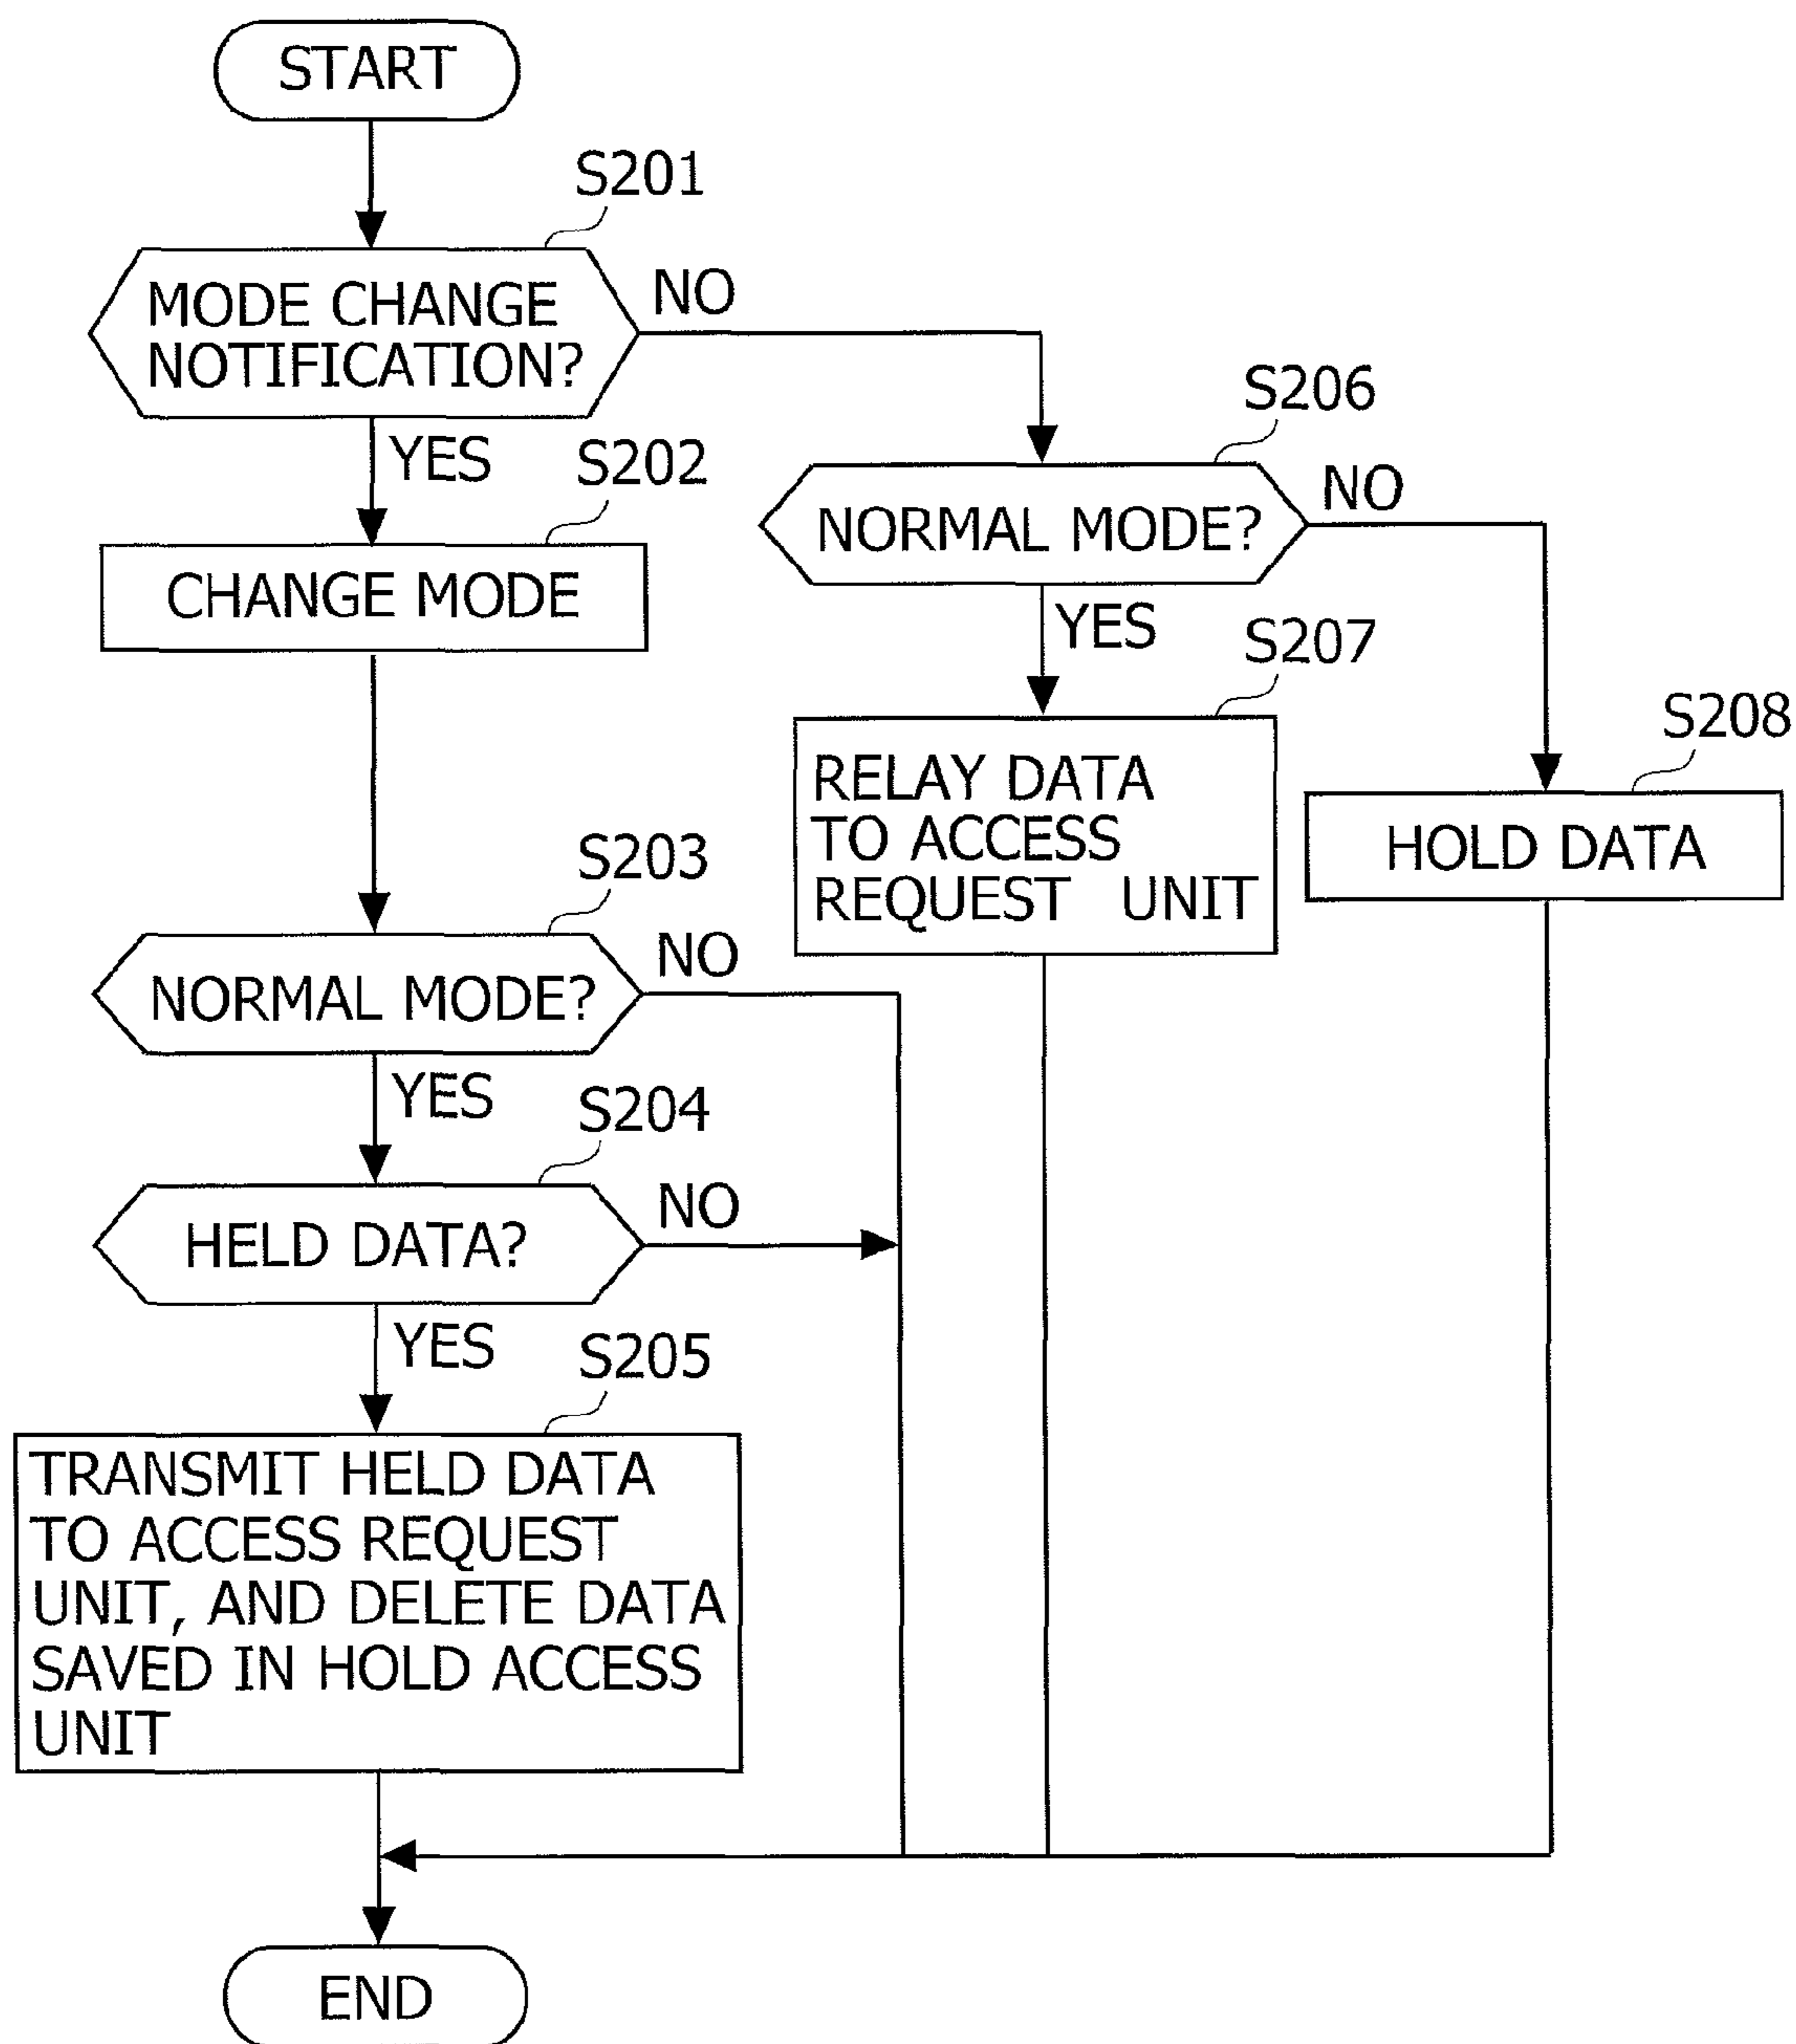 START
S201
MODE CHANGE
NOTIFICATION?
NO
YES
S202
CHANGE MODE
S206
NORMAL MODE?
NO
YES
S207
RELAY DATA
TO ACCESS
REQUEST UNIT
S208
HOLD DATA
S203
NORMAL MODE?
NO
YES
S204
HELD DATA?
NO
YES
S205
TRANSMIT HELD DATA
TO ACCESS REQUEST
UNIT, AND DELETE DATA
SAVED IN HOLD ACCESS
UNIT
END